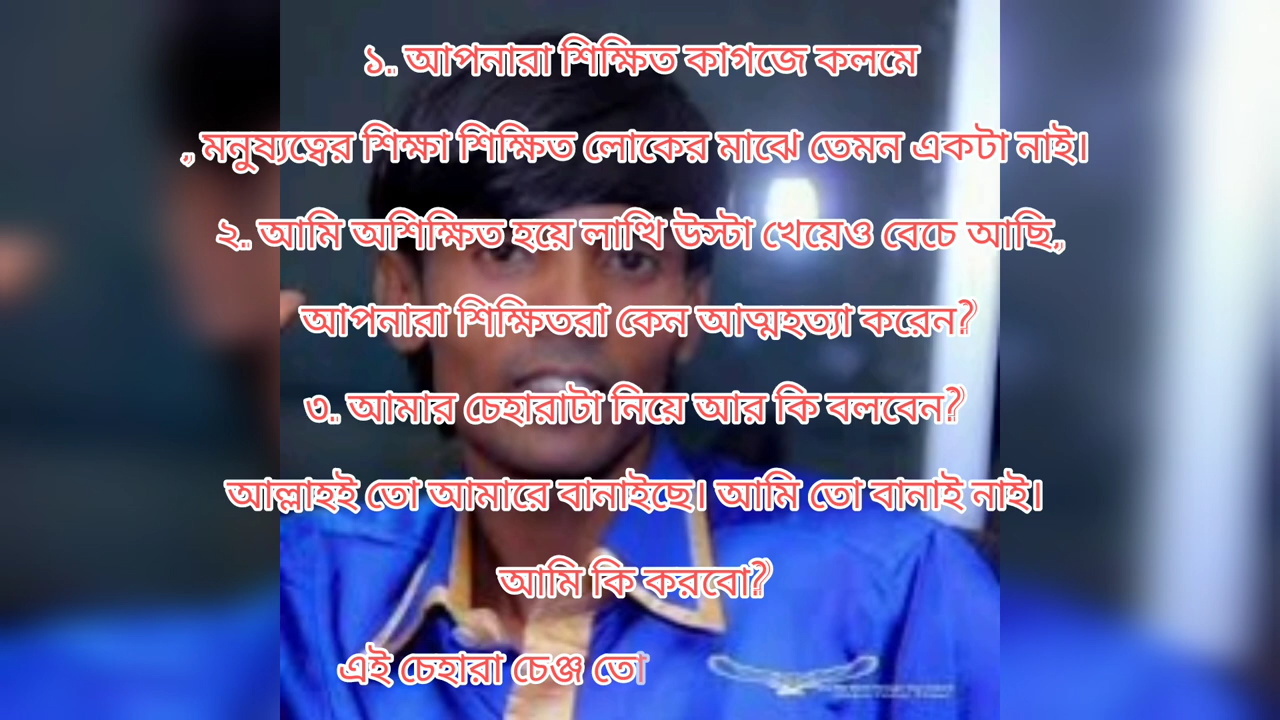 ১.. আপনারা শিক্ষিত কাগজে কলমে
,, মনুষ্যত্বের শিক্ষা শিক্ষিত লোকের মাঝে তেমন একটা নাই।
২.. আমি অশিক্ষিত হয়ে লাত্থি উস্টা খেয়েও বেচে আছি,,
আপনারা শিক্ষিতরা কেন আত্মহত্যা করেন?
৩.. আমার চেহারাটা নিয়ে আর কি বলবেন?
আল্লাহই তো আমারে বানাইছে। আমি তো বানাই নাই।
আমি কি করবো?
এই চেহারা চেঞ্জ তো